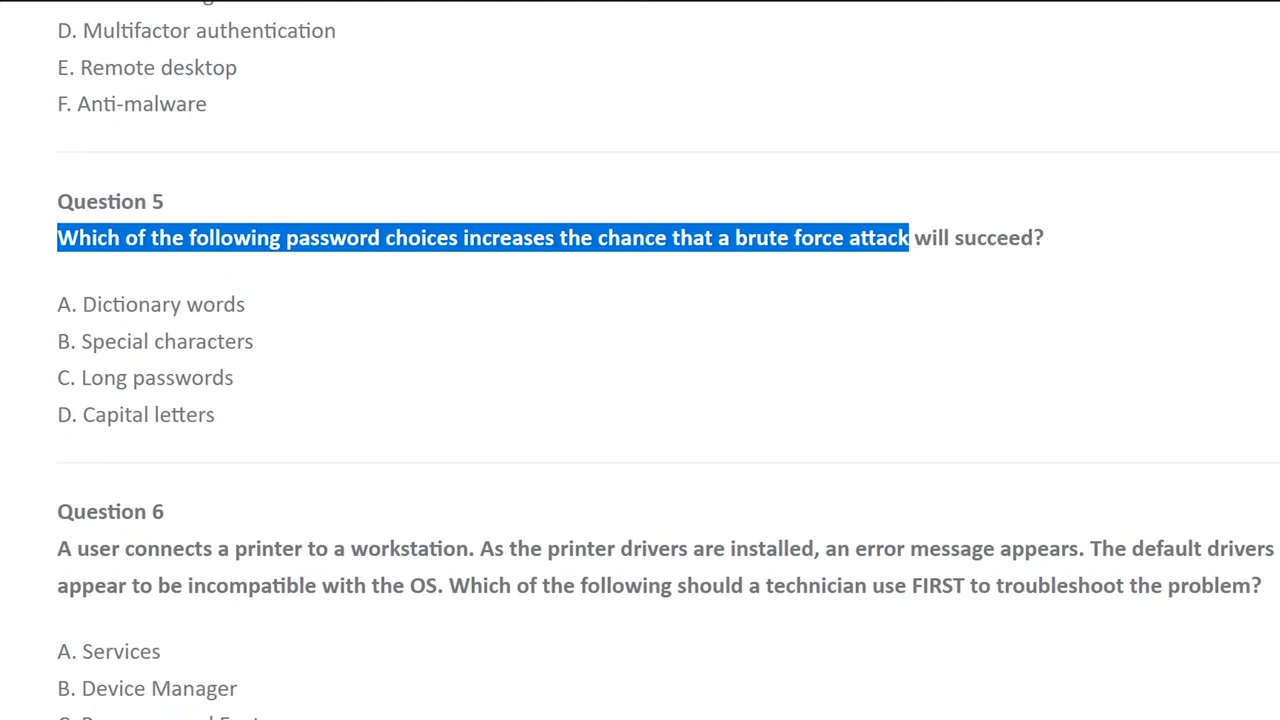 D. Multifactor authentication
E. Remote desktop
F. Anti-malware
Question 5
Which of the following password choices increases the chance that a brute force attack will succeed?
A. Dictionary words
B. Special characters
C. Long passwords
D. Capital letters
Question 6
A user connects a printer to a workstation. As the printer drivers are installed, an error message appears. The default drivers
appear to be incompatible with the OS. Which of the following should a technician use FIRST to troubleshoot the problem?
A. Services
B. Device Manager